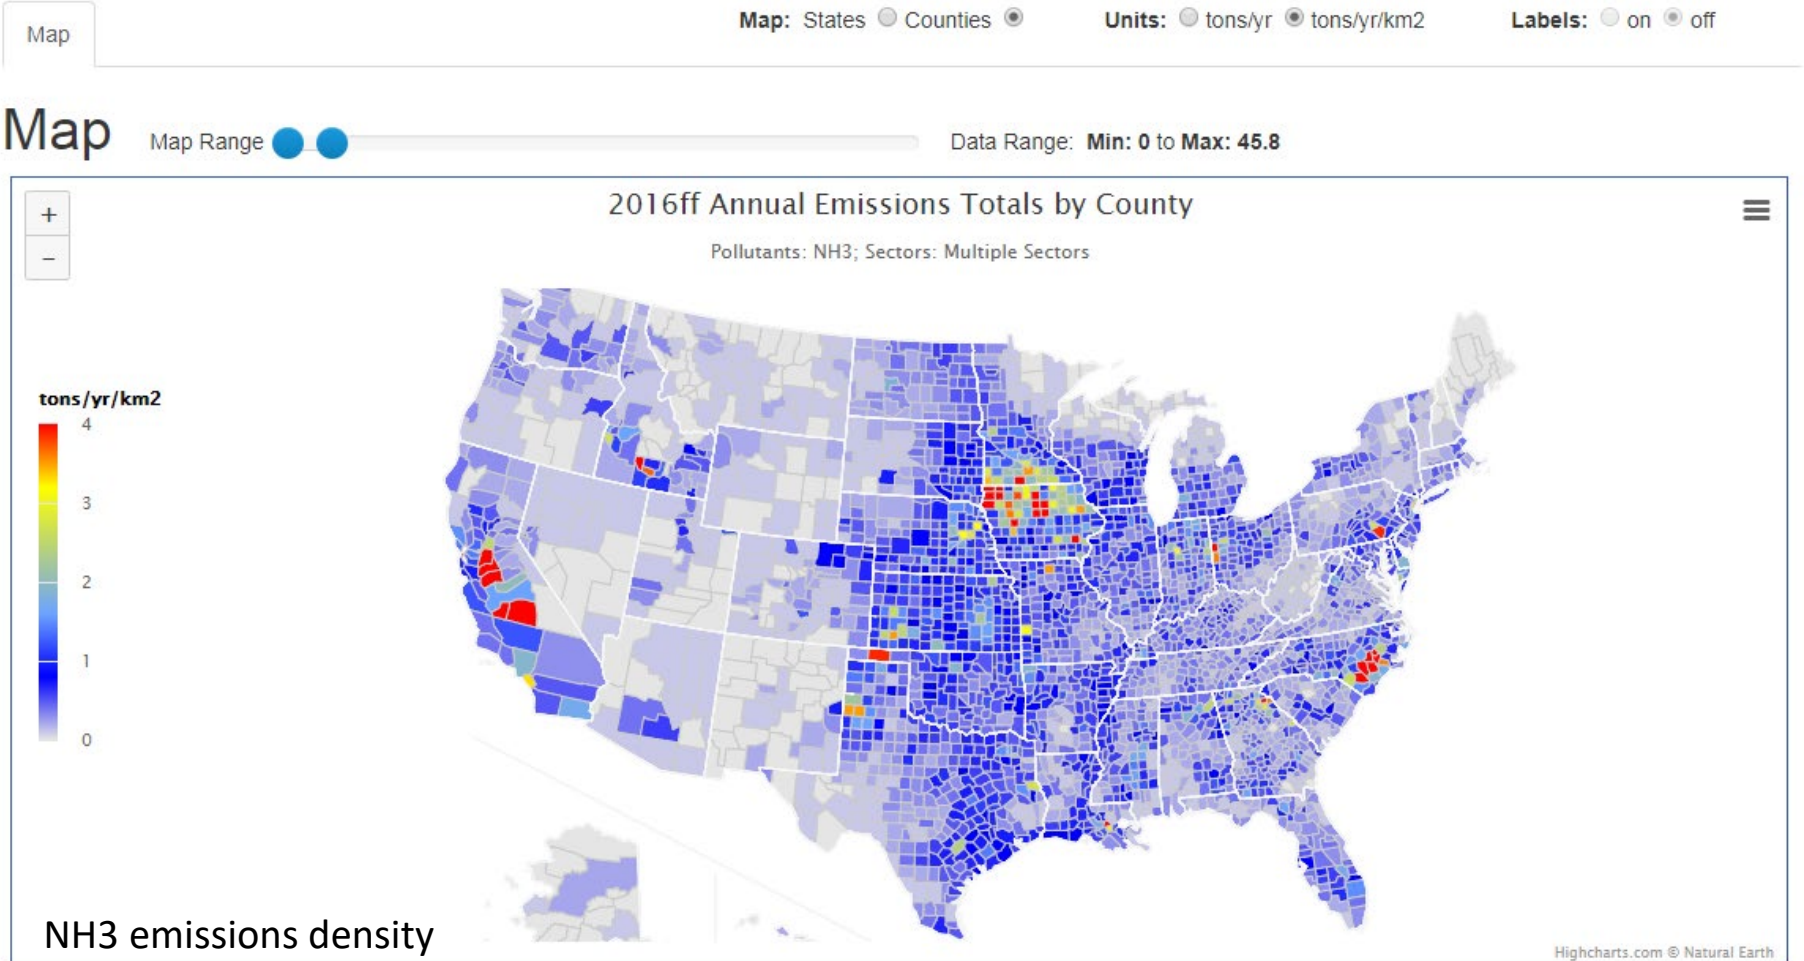 Map
Map: States Counties Units: tons/yr tons/yr/km2 Labels: on off
Map Map Range Data Range: Min: 0 to Max: 45.8
+
−
2016ff Annual Emissions Totals by County
Pollutants: NH3; Sectors: Multiple Sectors
tons/yr/km2
4
3
2
1
0
NH3 emissions density
Highcharts.com © Natural Earth